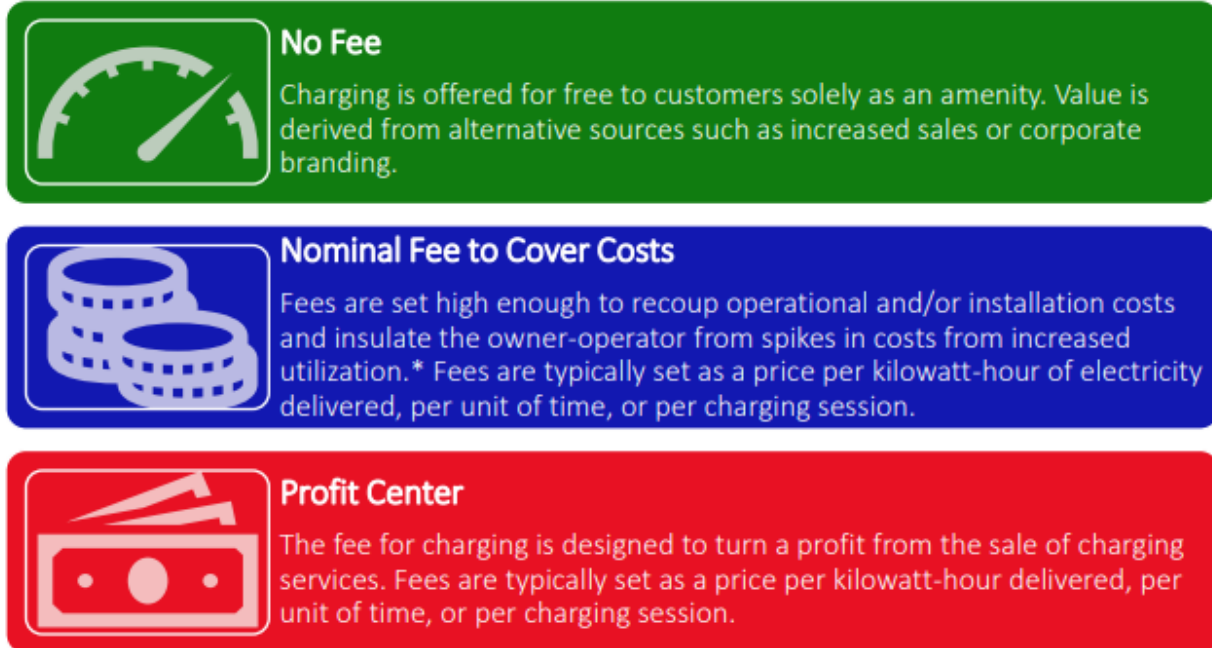 No Fee
Charging is offered for free to customers solely as an amenity. Value is
derived from alternative sources such as increased sales or corporate
branding.
Nominal Fee to Cover Costs
Fees are set high enough to recoup operational and/or installation costs
and insulate the owner-operator from spikes in costs from increased
utilization.* Fees are typically set as a price per kilowatt-hour of electricity
delivered, per unit of time, or per charging session.
Profit Center
The fee for charging is designed to turn a profit from the sale of charging
services. Fees are typically set as a price per kilowatt-hour delivered, per
unit of time, or per charging session.